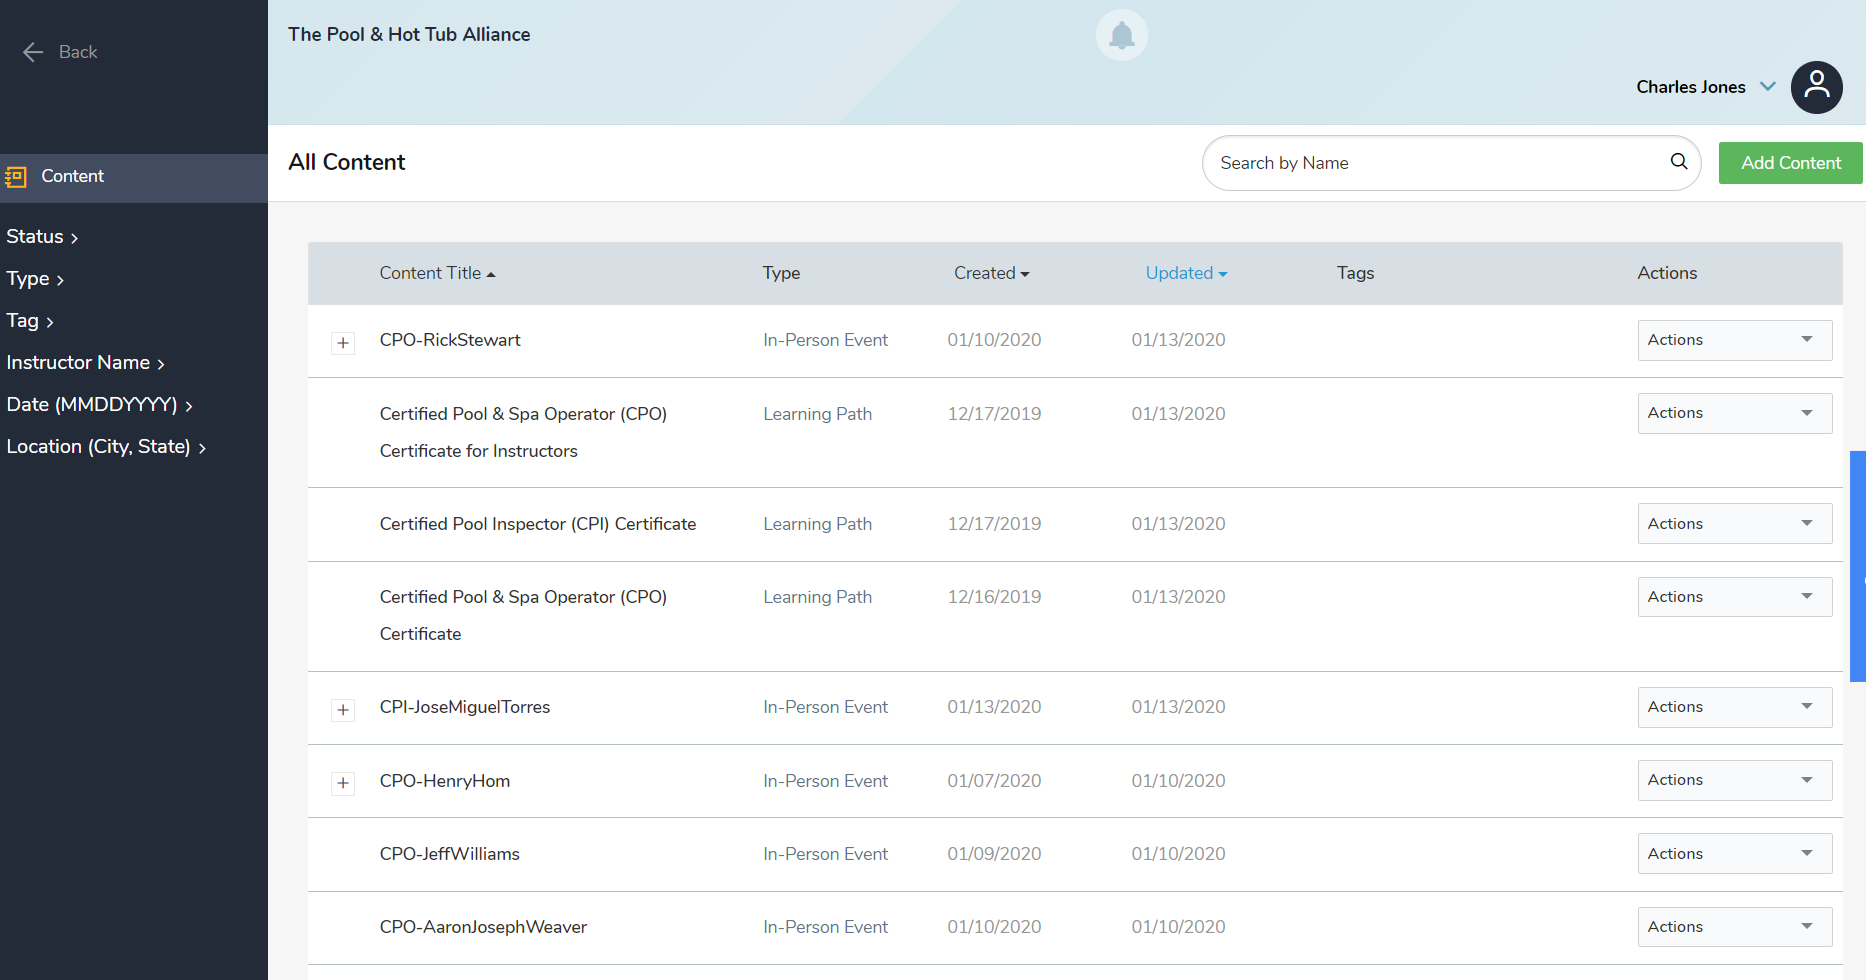 Back
The Pool & Hot Tub Alliance
Charles Jones
Content
All Content
Search by Name
Add Content
Status
Type
Tag
Instructor Name
Date (MMDDYYYY)
Location (City, State)
Content Title Type Created Updated Tags Actions
CPO-RickStewart In-Person Event 01/10/2020 01/13/2020 Actions
Certified Pool & Spa Operator (CPO) Learning Path 12/17/2019 01/13/2020 Actions
Certificate for Instructors
Certified Pool Inspector (CPI) Certificate Learning Path 12/17/2019 01/13/2020 Actions
Certified Pool & Spa Operator (CPO) Learning Path 12/16/2019 01/13/2020 Actions
Certificate
CPI-JoseMiguelTorres In-Person Event 01/13/2020 01/13/2020 Actions
CPO-HenryHom In-Person Event 01/07/2020 01/10/2020 Actions
CPO-JeffWilliams In-Person Event 01/09/2020 01/10/2020 Actions
CPO-AaronJosephWeaver In-Person Event 01/10/2020 01/10/2020 Actions